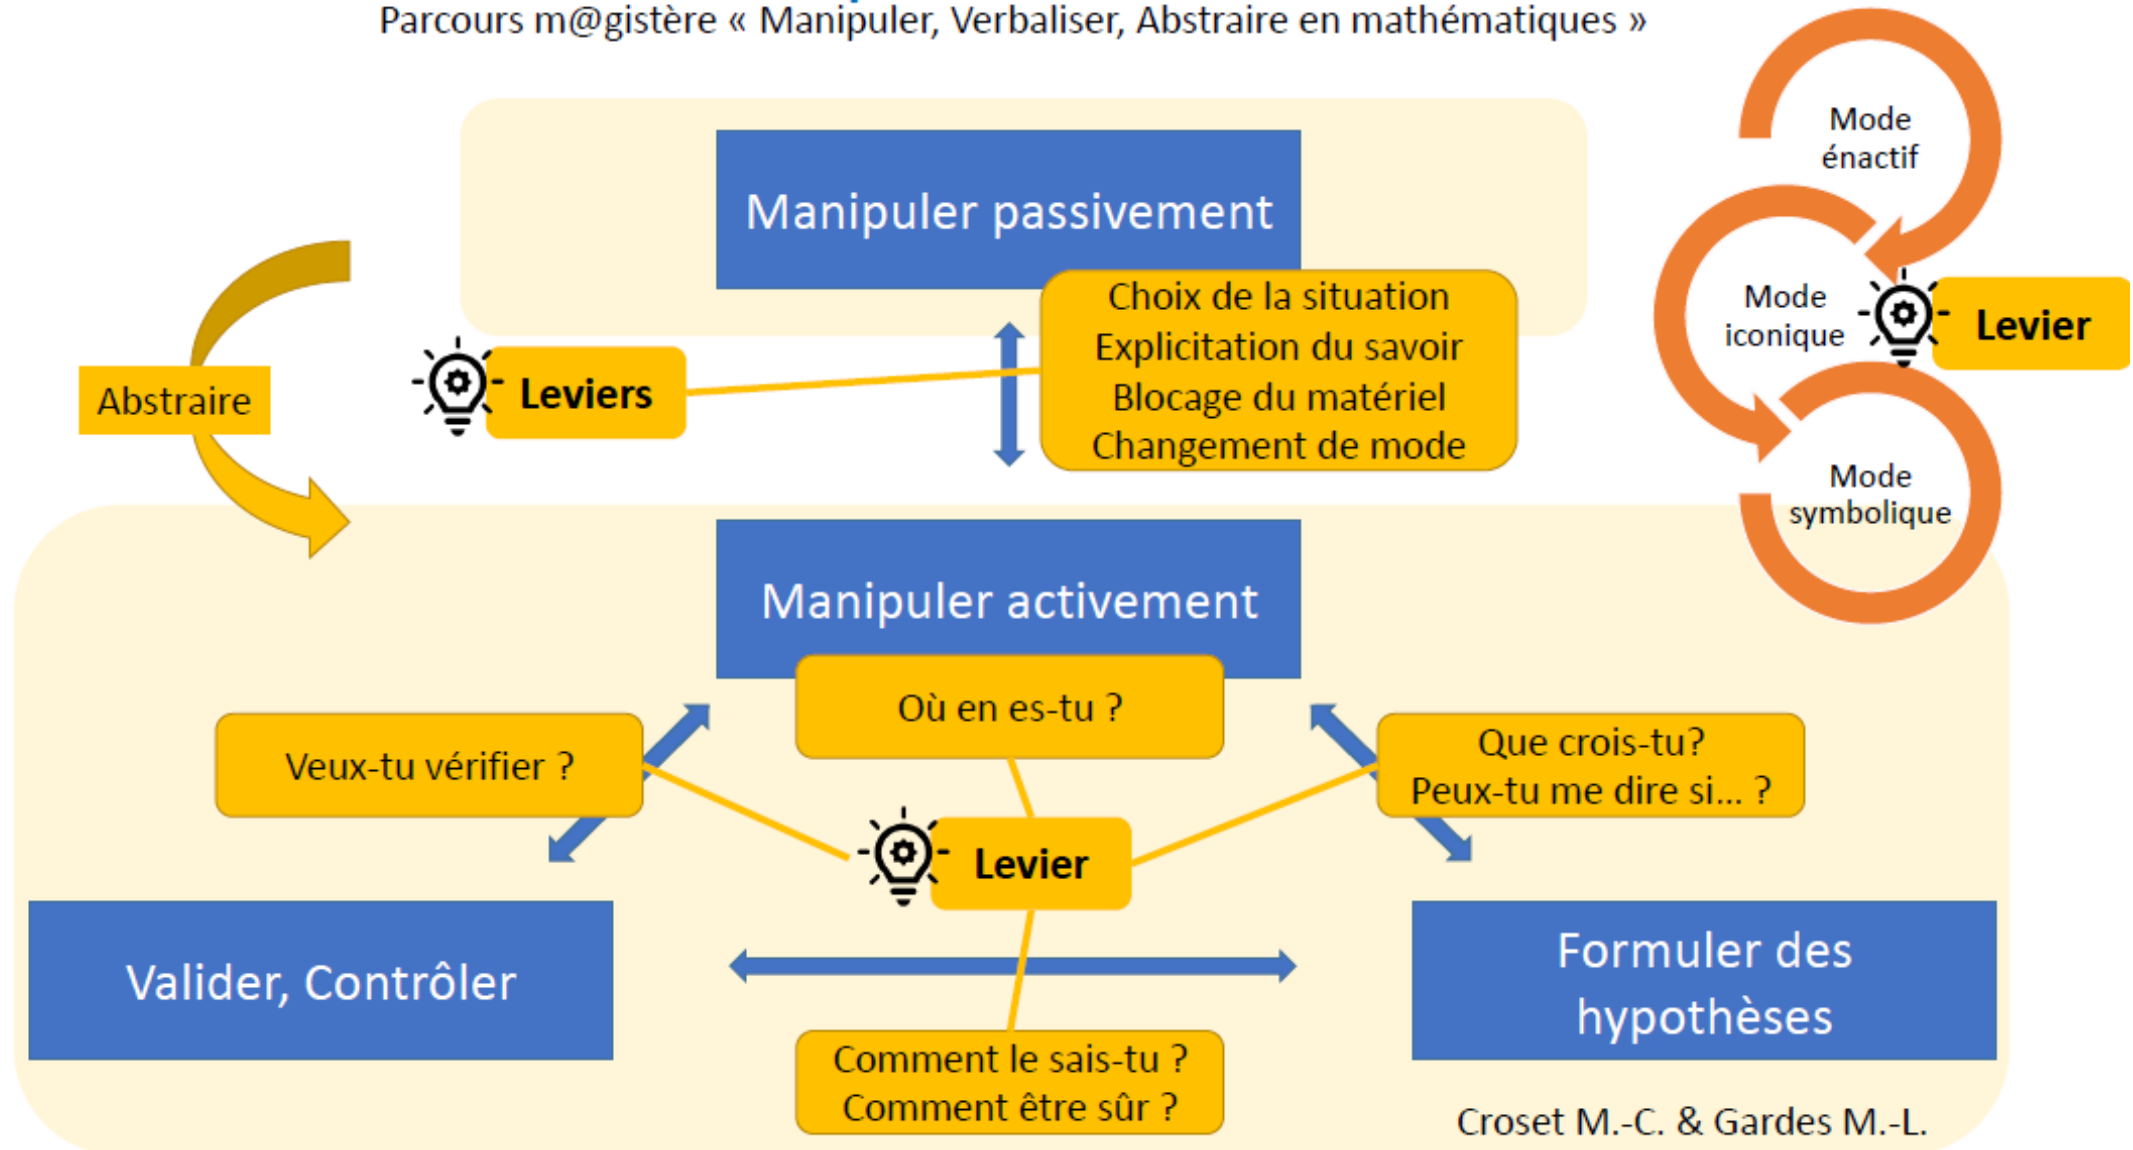 Parcours m@gistère « Manipuler, Verbaliser, Abstraire en mathématiques »
Manipuler passivement
Choix de la situation
Explicitation du savoir
Blocage du matériel
Changement de mode
Leviers
Abstraire
Mode
énactif
Mode
iconique
Levier
Mode
symbolique
Manipuler activement
Où en es-tu ?
Veux-tu vérifier ?
Que crois-tu?
Peux-tu me dire si... ?
Levier
Valider, Contrôler
Formuler des
hypothèses
Comment le sais-tu ?
Comment être sûr ?
Croset M.-C. & Gardes M.-L.